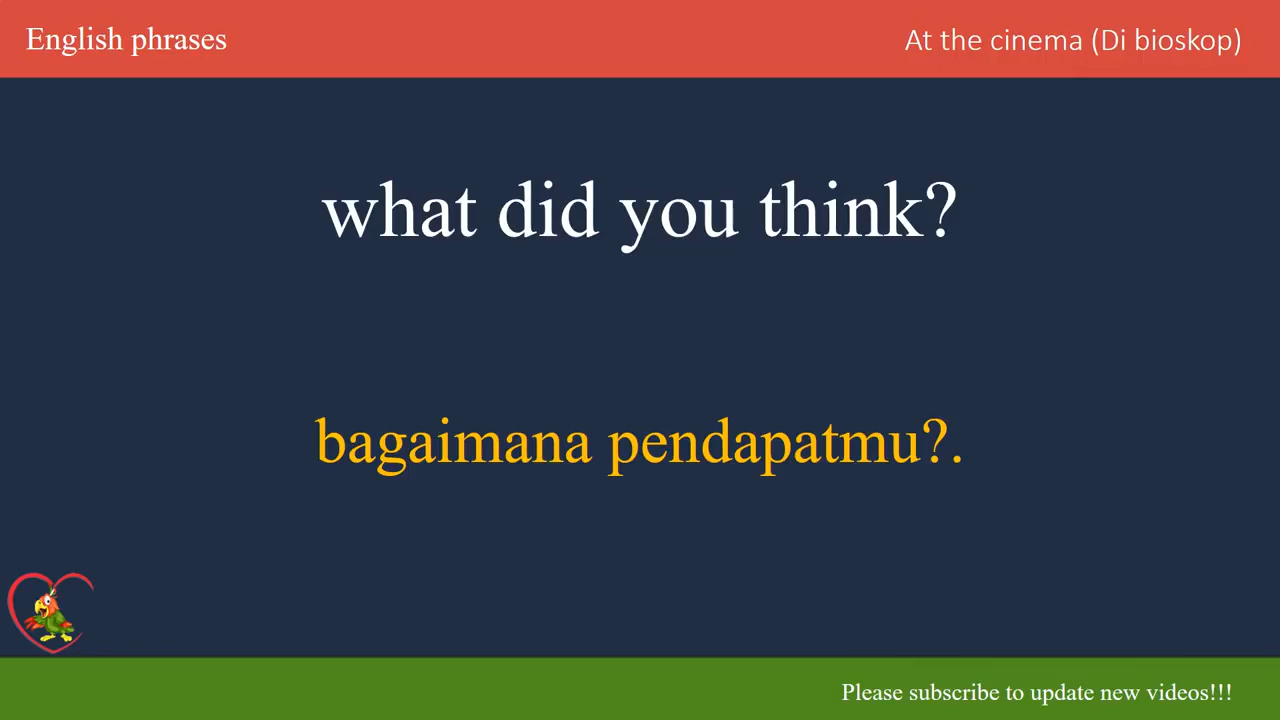 English phrases
At the cinema (Di bioskop)
what did you think?
bagaimana pendapatmu?.
Please subscribe to update new videos!!!